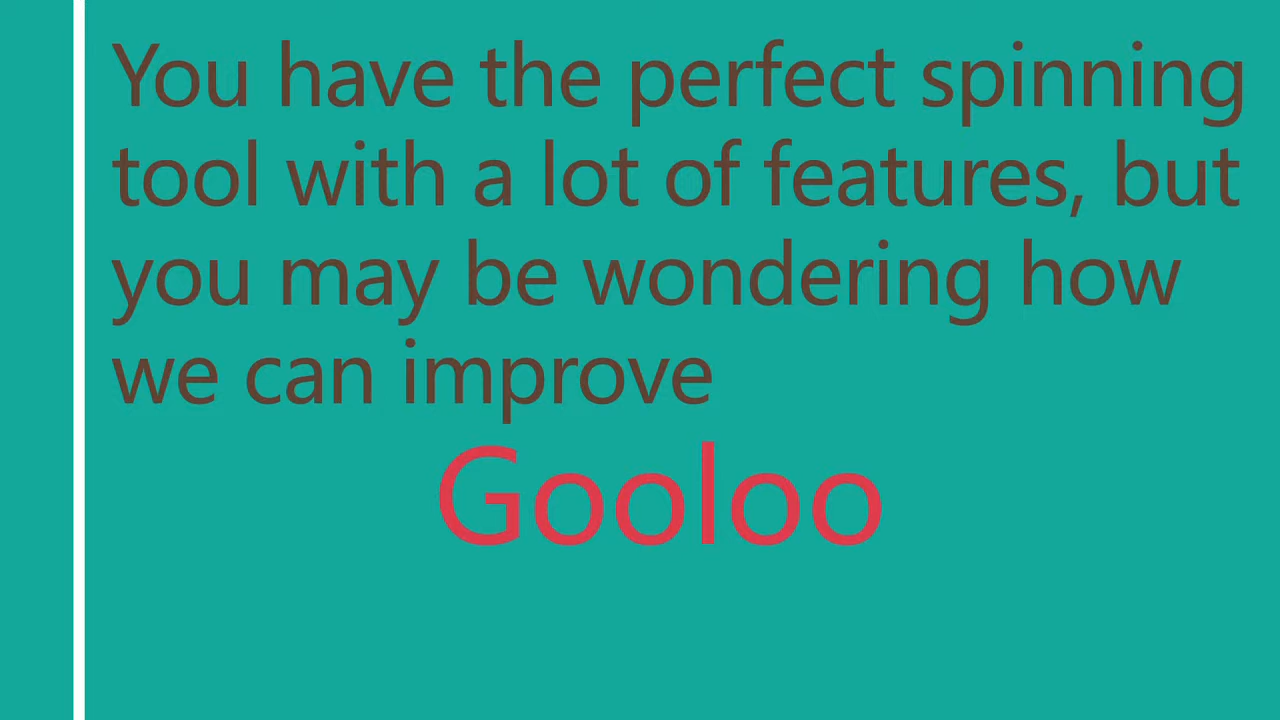 You have the perfect spinning
tool with a lot of features, but
you may be wondering how
we can improve
Gooloo